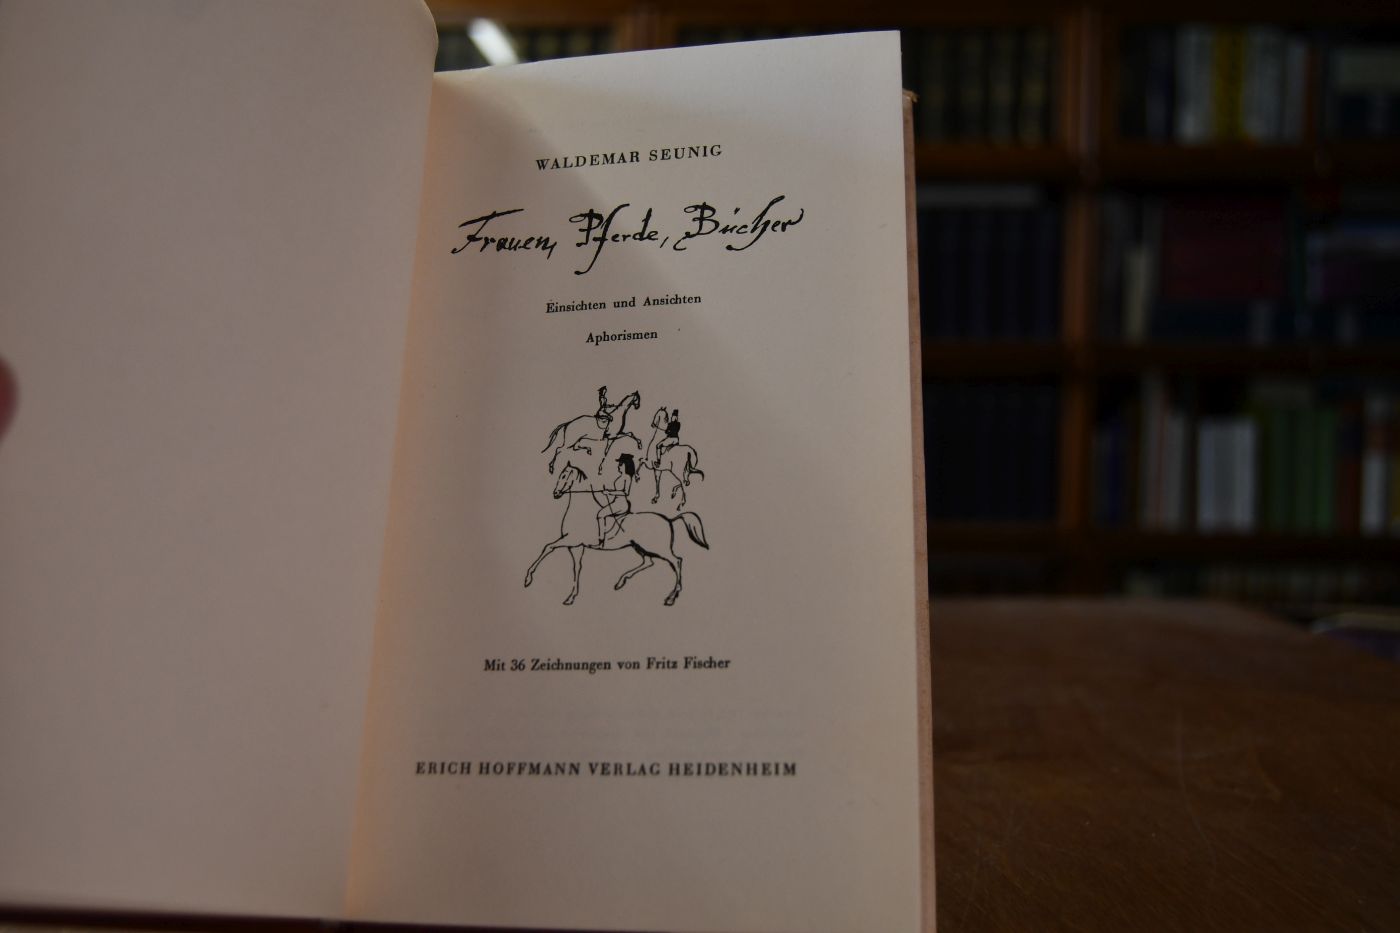 WALDEMAR SEUNIG
Frauen, Pferde, Bücher
Einsichten und Ansichten
Aphorismen
Mit 36 Zeichnungen von Fritz Fischer
ERICH HOFFMANN VERLAG HEIDENHEIM